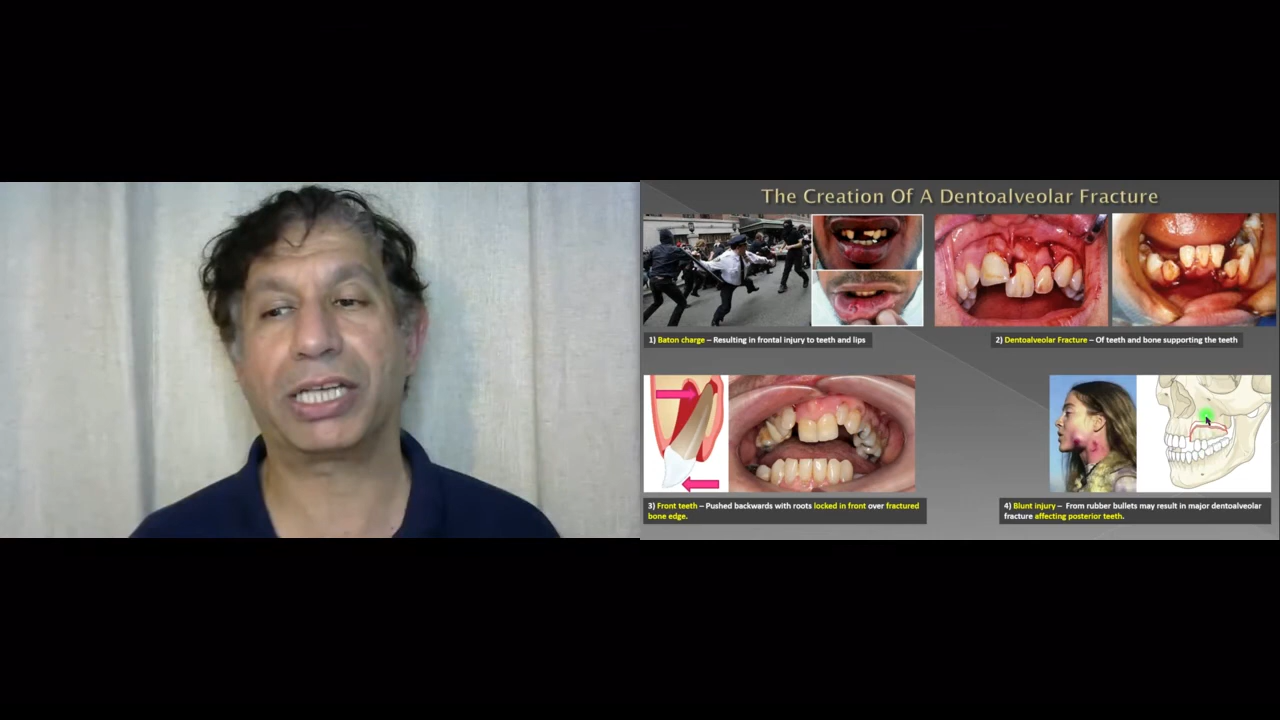 The Creation Of A Dentoalveolar Fracture
1) Baton charge – Resulting in frontal injury to teeth and lips
2) Dentoalveolar Fracture – Of teeth and bone supporting the teeth
3) Front teeth – Pushed backwards with roots locked in front over fractured
bone edge.
4) Blunt injury – From rubber bullets may result in major dentoalveolar
fracture affecting posterior teeth.